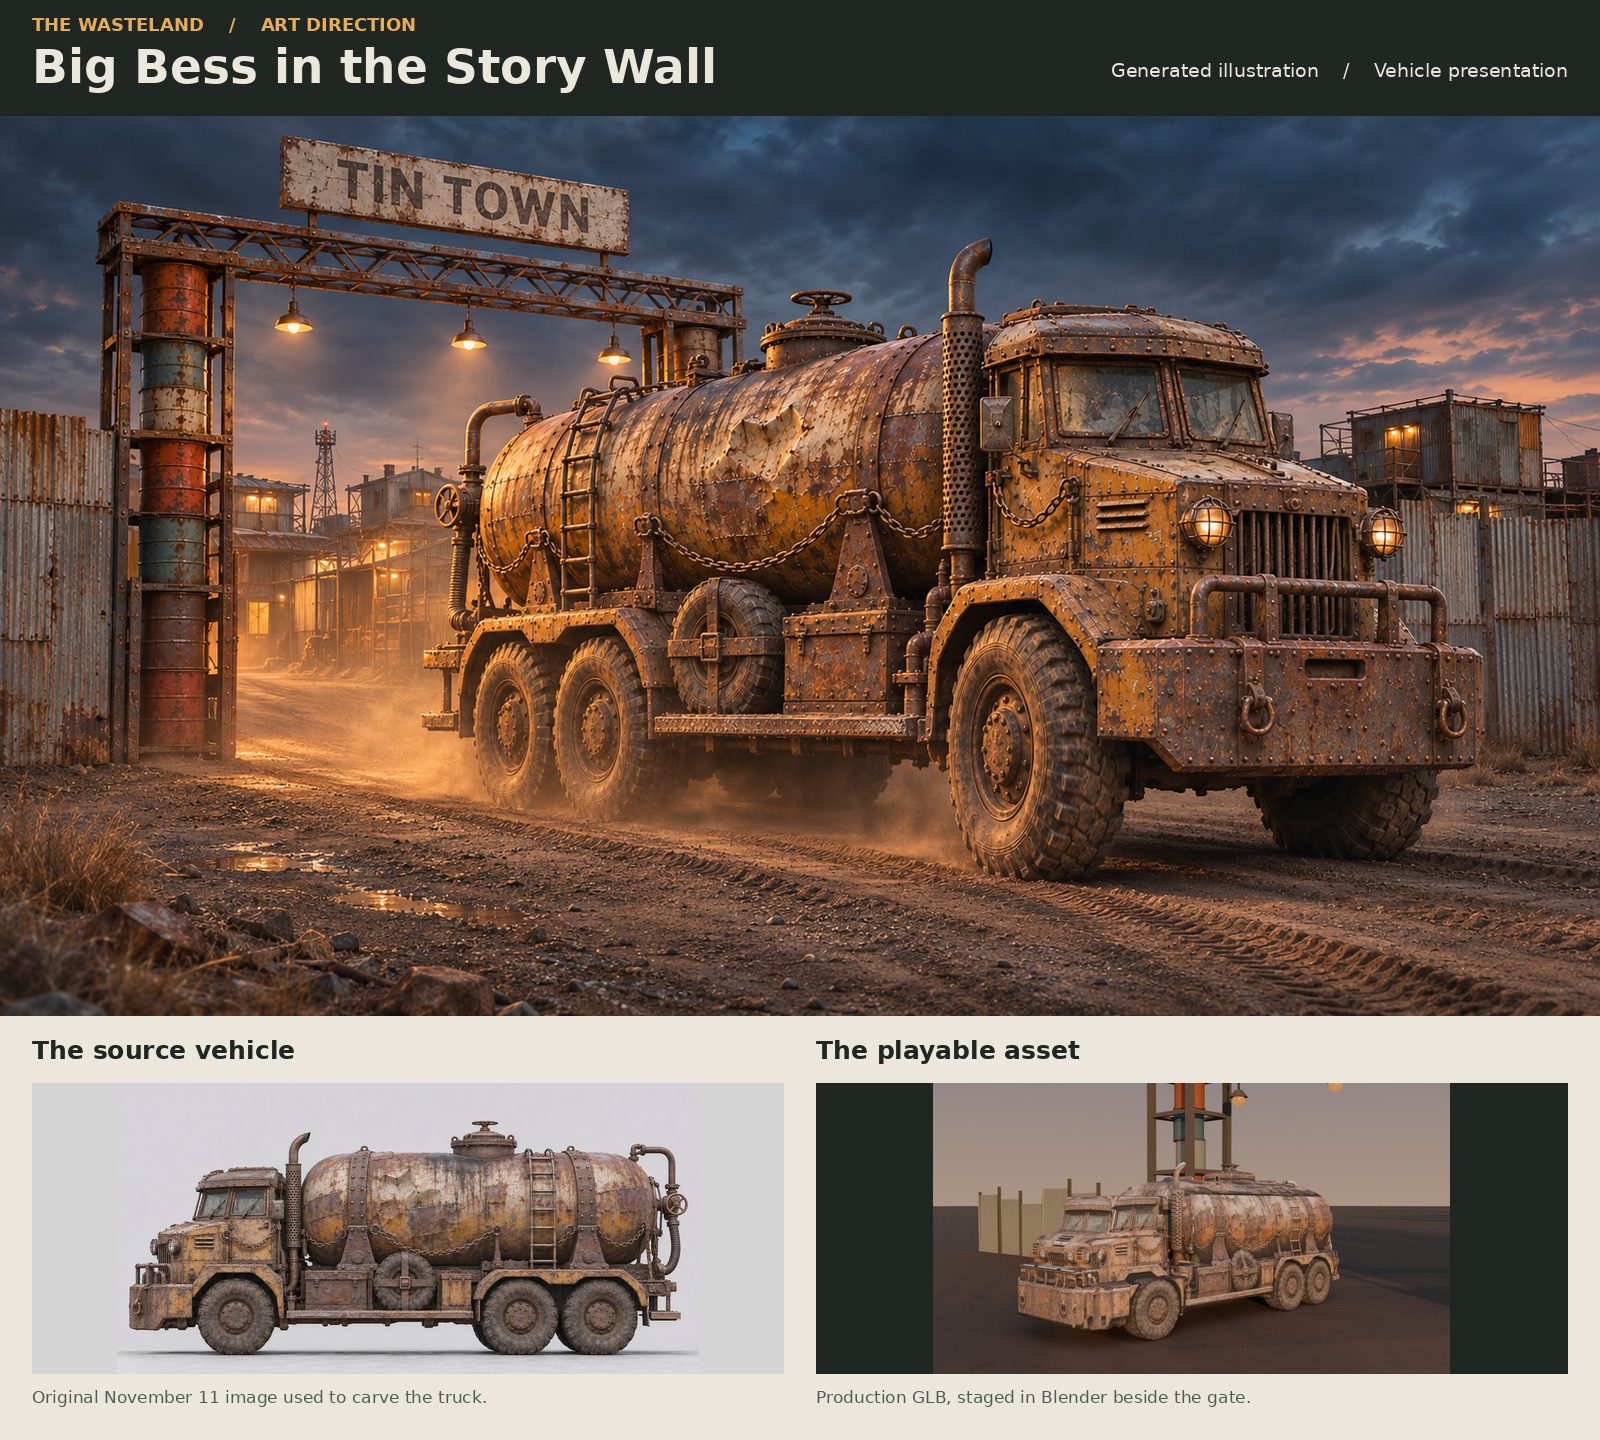 THE WASTELAND / ART DIRECTION
Big Bess in the Story Wall
Generated illustration / Vehicle presentation
TIN TOWN
The source vehicle
The playable asset
Original November 11 image used to carve the truck.
Production GLB, staged in Blender beside the gate.